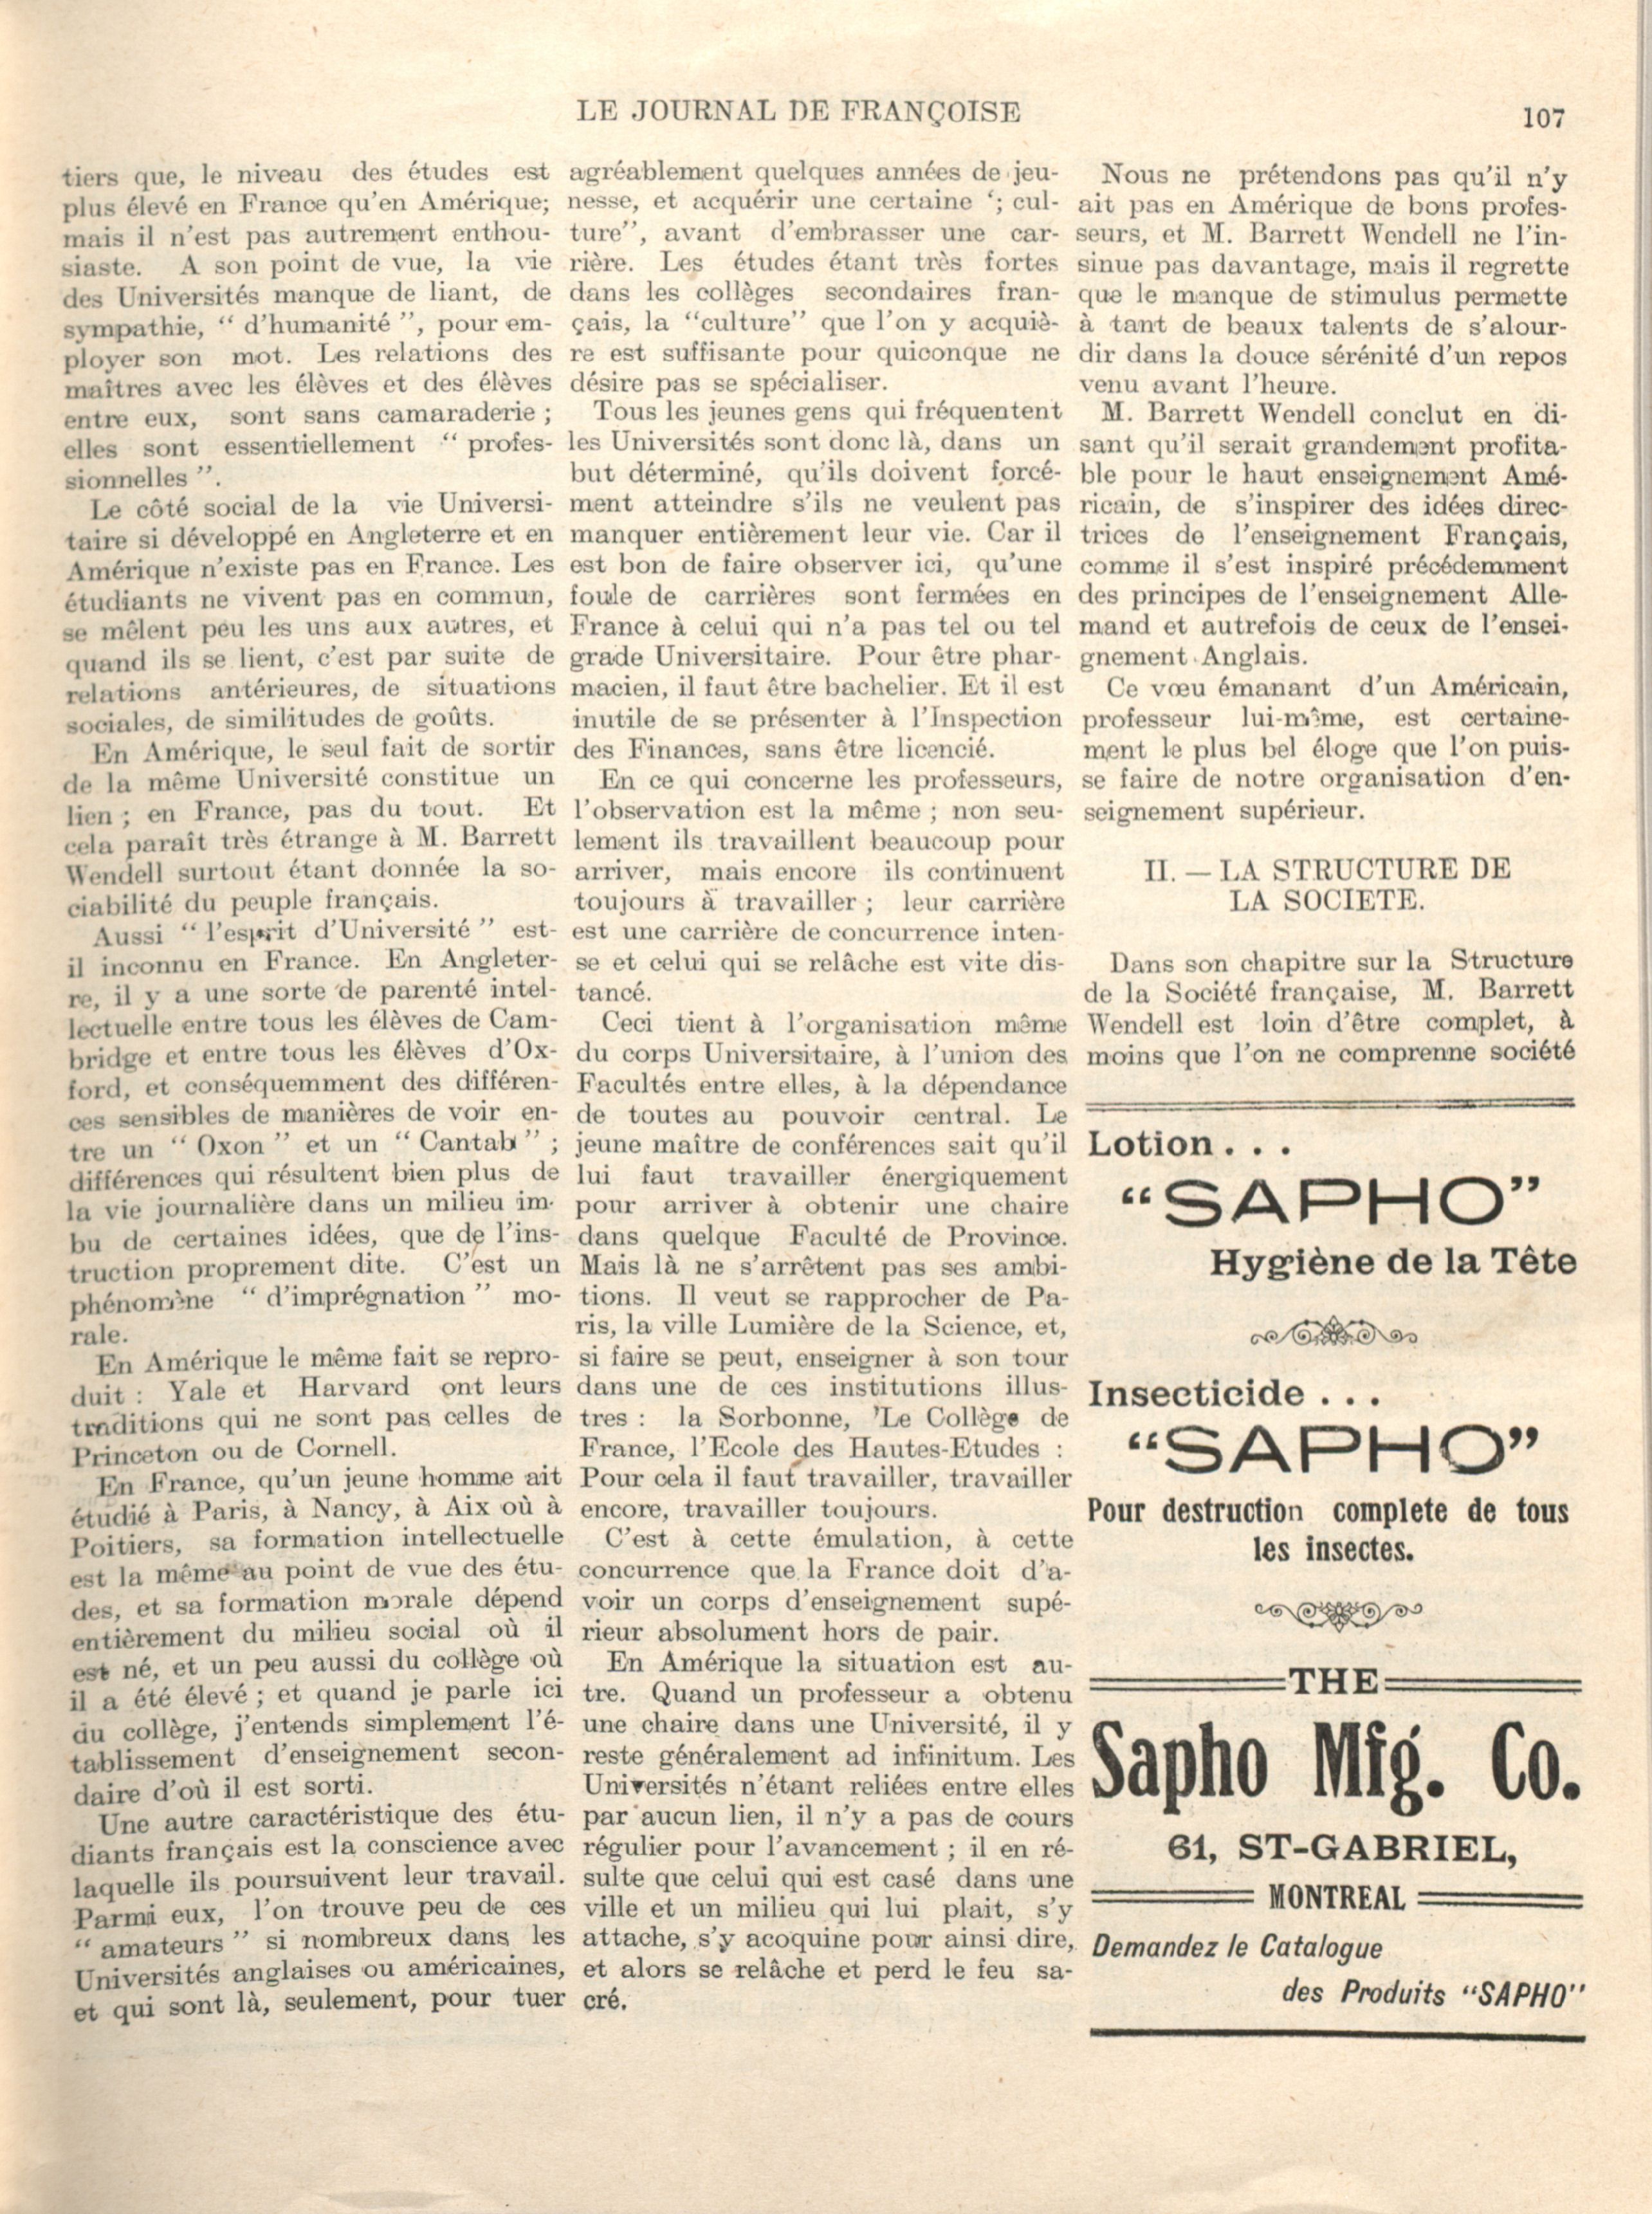 LE JOURNAL DE FRANÇOISE
107
tiers que, le niveau des études est
plus élevé en France qu'en Amérique;
mais il n'est pas autrement enthou-
siaste. A son point de vue, la vie
des Universités manque de liant, de
sympathie, “ d'humanité ”, pour em-
ployer son mot. Les relations des
maîtres avec les élèves et des élèves
entre eux, sont sans camaraderie ;
elles sont essentiellement “ profes-
sionnelles ”.
Le côté social de la vie Universi-
taire si développé en Angleterre et en
Amérique n'existe pas en France. Les
étudiants ne vivent pas en commun,
se mêlent peu les uns aux autres, et
quand ils se lient, c'est par suite de
relations antérieures, de situations
sociales, de similitudes de goûts.
En Amérique, le seul fait de sortir
de la même Université constitue un
lien ; en France, pas du tout. Et
cela paraît très étrange à M. Barrett
Wendell surtout étant donnée la so-
ciabilité du peuple français.
Aussi “ l'esprit d'Université ” est-
il inconnu en France. En Angleter-
re, il y a une sorte de parenté intel-
lectuelle entre tous les élèves de Cam-
bridge et entre tous les élèves d'Ox-
ford, et conséquemment des différen-
ces sensibles de manières de voir en-
tre un “ Oxon ” et un “ Cantab ” ;
différences qui résultent bien plus de
la vie journalière dans un milieu im-
bu de certaines idées, que de l'ins-
truction proprement dite. C'est un
phénomène “ d'imprégnation ” mo-
rale.
En Amérique le même fait se repro-
duit : Yale et Harvard ont leurs
traditions qui ne sont pas celles de
Princeton ou de Cornell.
En France, qu'un jeune homme ait
étudié à Paris, à Nancy, à Aix où à
Poitiers, sa formation intellectuelle
est la même au point de vue des étu-
des, et sa formation morale dépend
entièrement du milieu social où il
est né, et un peu aussi du collège où
il a été élevé ; et quand je parle ici
du collège, j'entends simplement l'é-
tablissement d'enseignement secon-
daire d'où il est sorti.
Une autre caractéristique des étu-
diants français est la conscience avec
laquelle ils poursuivent leur travail.
Parmi eux, l'on trouve peu de ces
“ amateurs ” si nombreux dans les
Universités anglaises ou américaines,
et qui sont là, seulement, pour tuer
agréablement quelques années de jeu-
nesse, et acquérir une certaine ‘; cul-
ture”, avant d'embrasser une car-
rière. Les études étant très fortes
dans les collèges secondaires fran-
çais, la “culture” que l'on y acquiè-
re est suffisante pour quiconque ne
désire pas se spécialiser.
Tous les jeunes gens qui fréquentent
les Universités sont donc là, dans un
but déterminé, qu'ils doivent forcé-
ment atteindre s'ils ne veulent pas
manquer entièrement leur vie. Car il
est bon de faire observer ici, qu'une
foule de carrières sont fermées en
France à celui qui n'a pas tel ou tel
grade Universitaire. Pour être phar-
macien, il faut être bachelier. Et il est
inutile de se présenter à l'Inspection
des Finances, sans être licencié.
En ce qui concerne les professeurs,
l'observation est la même ; non seu-
lement ils travaillent beaucoup pour
arriver, mais encore ils continuent
toujours à travailler ; leur carrière
est une carrière de concurrence inten-
se et celui qui se relâche est vite dis-
tancé.
Ceci tient à l'organisation même
du corps Universitaire, à l'union des
Facultés entre elles, à la dépendance
de toutes au pouvoir central. Le
jeune maître de conférences sait qu'il
lui faut travailler énergiquement
pour arriver à obtenir une chaire
dans quelque Faculté de Province.
Mais là ne s'arrêtent pas ses ambi-
tions. Il veut se rapprocher de Pa-
ris, la ville Lumière de la Science, et,
si faire se peut, enseigner à son tour
dans une de ces institutions illus-
tres : la Sorbonne, 'Le Collège de
France, l'Ecole des Hautes-Etudes :
Pour cela il faut travailler, travailler
encore, travailler toujours.
C'est à cette émulation, à cette
concurrence que la France doit d'a-
voir un corps d'enseignement supé-
rieur absolument hors de pair.
En Amérique la situation est au-
tre. Quand un professeur a obtenu
une chaire dans une Université, il y
reste généralement ad infinitum. Les
Universités n'étant reliées entre elles
par aucun lien, il n'y a pas de cours
régulier pour l'avancement ; il en ré-
sulte que celui qui est casé dans une
ville et un milieu qui lui plait, s'y
attache, s'y acoquine pour ainsi dire,
et alors se relâche et perd le feu sa-
cré.
Nous ne prétendons pas qu'il n'y
ait pas en Amérique de bons profes-
seurs, et M. Barrett Wendell ne l'in-
sinue pas davantage, mais il regrette
que le manque de stimulus permette
à tant de beaux talents de s'alour-
dir dans la douce sérénité d'un repos
venu avant l'heure.
M. Barrett Wendell conclut en di-
sant qu'il serait grandement profita-
ble pour le haut enseignement Amé-
ricain, de s'inspirer des idées direc-
trices de l'enseignement Français,
comme il s'est inspiré précédemment
des principes de l'enseignement Alle-
mand et autrefois de ceux de l'ensei-
gnement Anglais.
Ce vœu émanant d'un Américain,
professeur lui-même, est certaine-
ment le plus bel éloge que l'on puis-
se faire de notre organisation d'en-
seignement supérieur.
II. — LA STRUCTURE DE
LA SOCIETE.
Dans son chapitre sur la Structure
de la Société française, M. Barrett
Wendell est loin d'être complet, à
moins que l'on ne comprenne société
Lotion . . .
“SAPHO”
Hygiène de la Tête
Insecticide . . .
“SAPHO”
Pour destruction complete de tous
les insectes.
THE
Sapho Mfg. Co.
61, ST-GABRIEL,
MONTREAL
Demandez le Catalogue
des Produits “SAPHO”